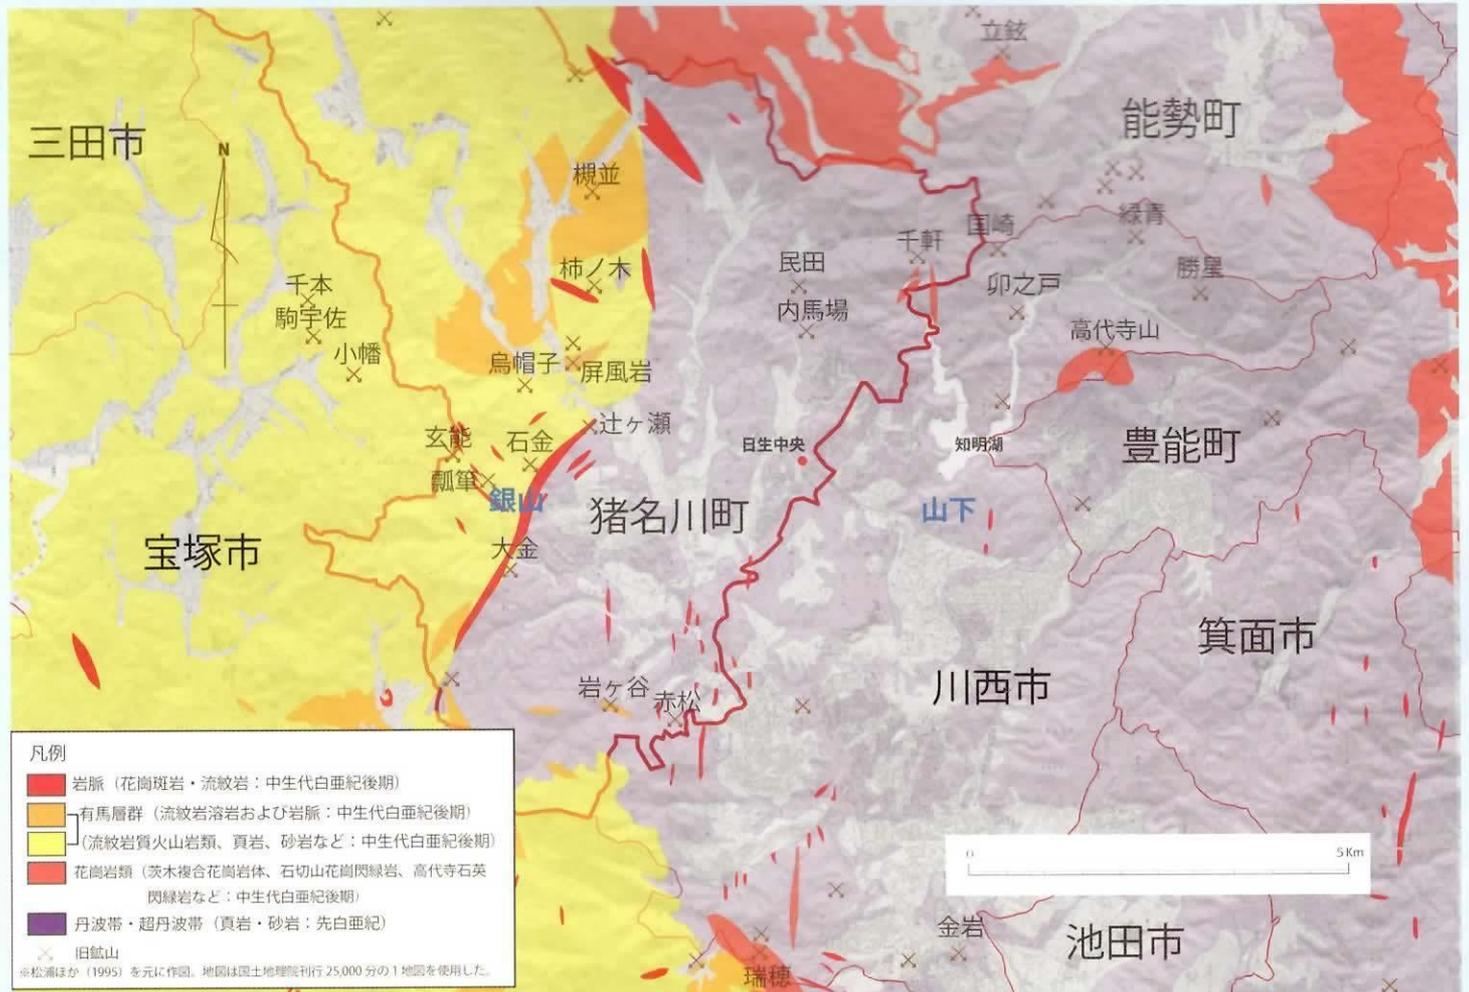 立鉉
能勢町
三田市
N
槻並
緑青
国崎
千軒
民田
柿ノ木
勝星
卯之戸
千本
内馬場
駒宇佐
高代寺山
小幡
烏帽子
屏風岩
辻ヶ瀬
玄能
石金
日生中央
知明湖
豊能町
瓢箪
銀山
猪名川町
山下
大金
宝塚市
箕面市
岩ヶ谷
赤松
川西市
凡例
岩脈（花崗斑岩・流紋岩：中生代白亜紀後期）
有馬層群（流紋岩溶岩および岩脈：中生代白亜紀後期）
（流紋岩質火山岩類、頁岩、砂岩など：中生代白亜紀後期）
花崗岩類（茨木複合花崗岩体、石切山花崗閃緑岩、高代寺石英
閃緑岩など：中生代白亜紀後期）
丹波帯・超丹波帯（頁岩・砂岩：先白亜紀）
旧鉱山
※松浦ほか（1995）を元に作図。地図は国土地理院刊行25,000分の1地図を使用した。
0 5Km
金岩
池田市
瑞穂